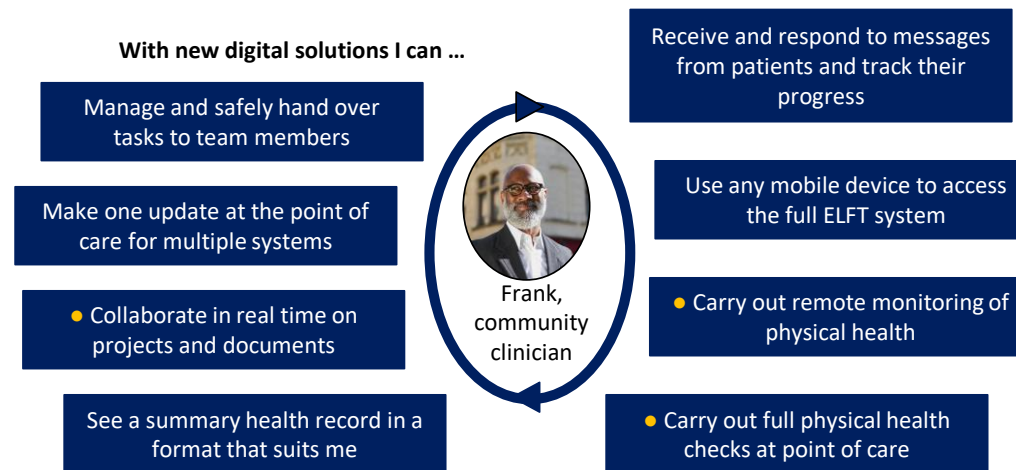 With new digital solutions I can …
Manage and safely hand over
tasks to team members
Make one update at the point of
care for multiple systems
● Collaborate in real time on
projects and documents
See a summary health record in a
format that suits me
Frank,
community
clinician
Receive and respond to messages
from patients and track their
progress
Use any mobile device to access
the full ELFT system
● Carry out remote monitoring of
physical health
● Carry out full physical health
checks at point of care